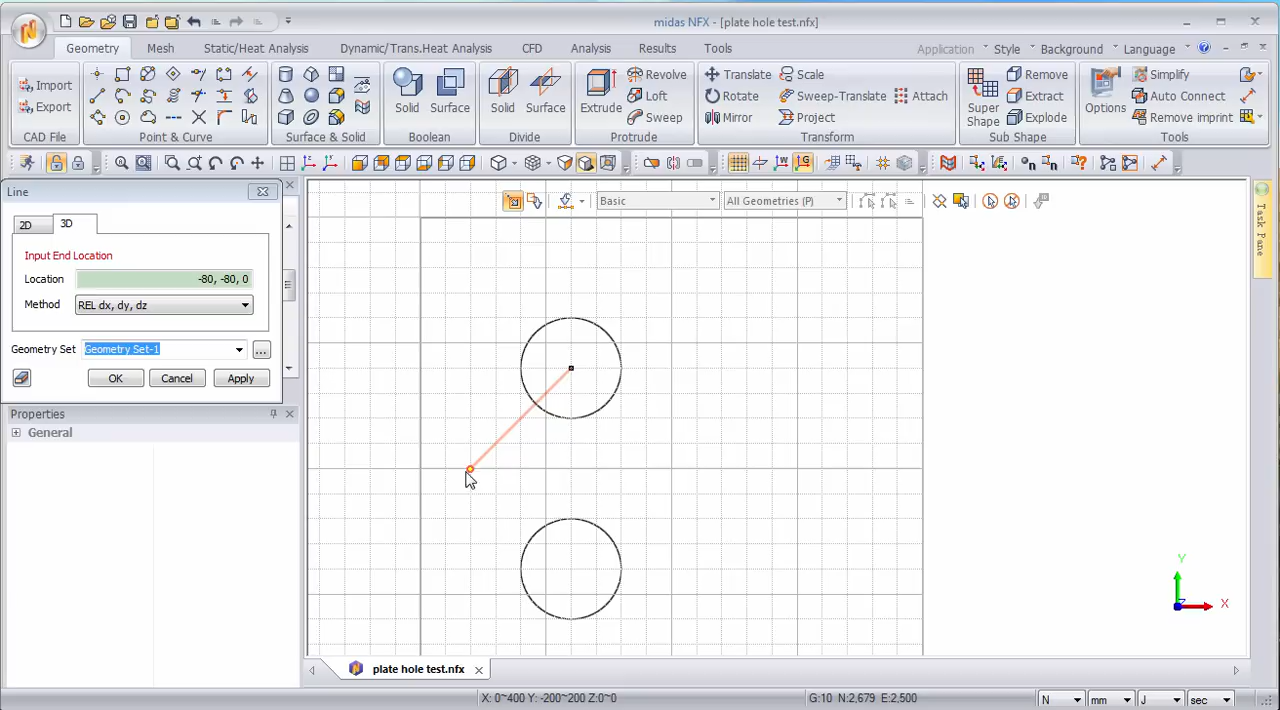 midas NFX - [plate hole test.nfx]
Geometry Mesh Static/Heat Analysis Dynamic/Trans.Heat Analysis CFD Analysis Results Tools Application Style Background Language
Import
Export
CAD File
Point & Curve
Surface & Solid
Solid Surface
Boolean
Solid Surface
Divide
Extrude
Revolve
Loft
Sweep
Protrude
Translate Scale
Rotate Sweep-Translate Attach
Mirror Project
Transform
Super Shape
Remove
Extract
Explode
Sub Shape
Options
Simplify
Auto Connect
Remove imprint
Tools
Line
2D 3D
Input End Location
Location -80, -80, 0
Method REL dx, dy, dz
Geometry Set Geometry Set-1 ...
OK Cancel Apply
Properties
General
Basic All Geometries (P)
Task Pane
Y
Z
X
plate hole test.nfx
X: 0~400 Y: -200~200 Z:0~0 G:10 N:2,679 E:2,500 N mm J sec